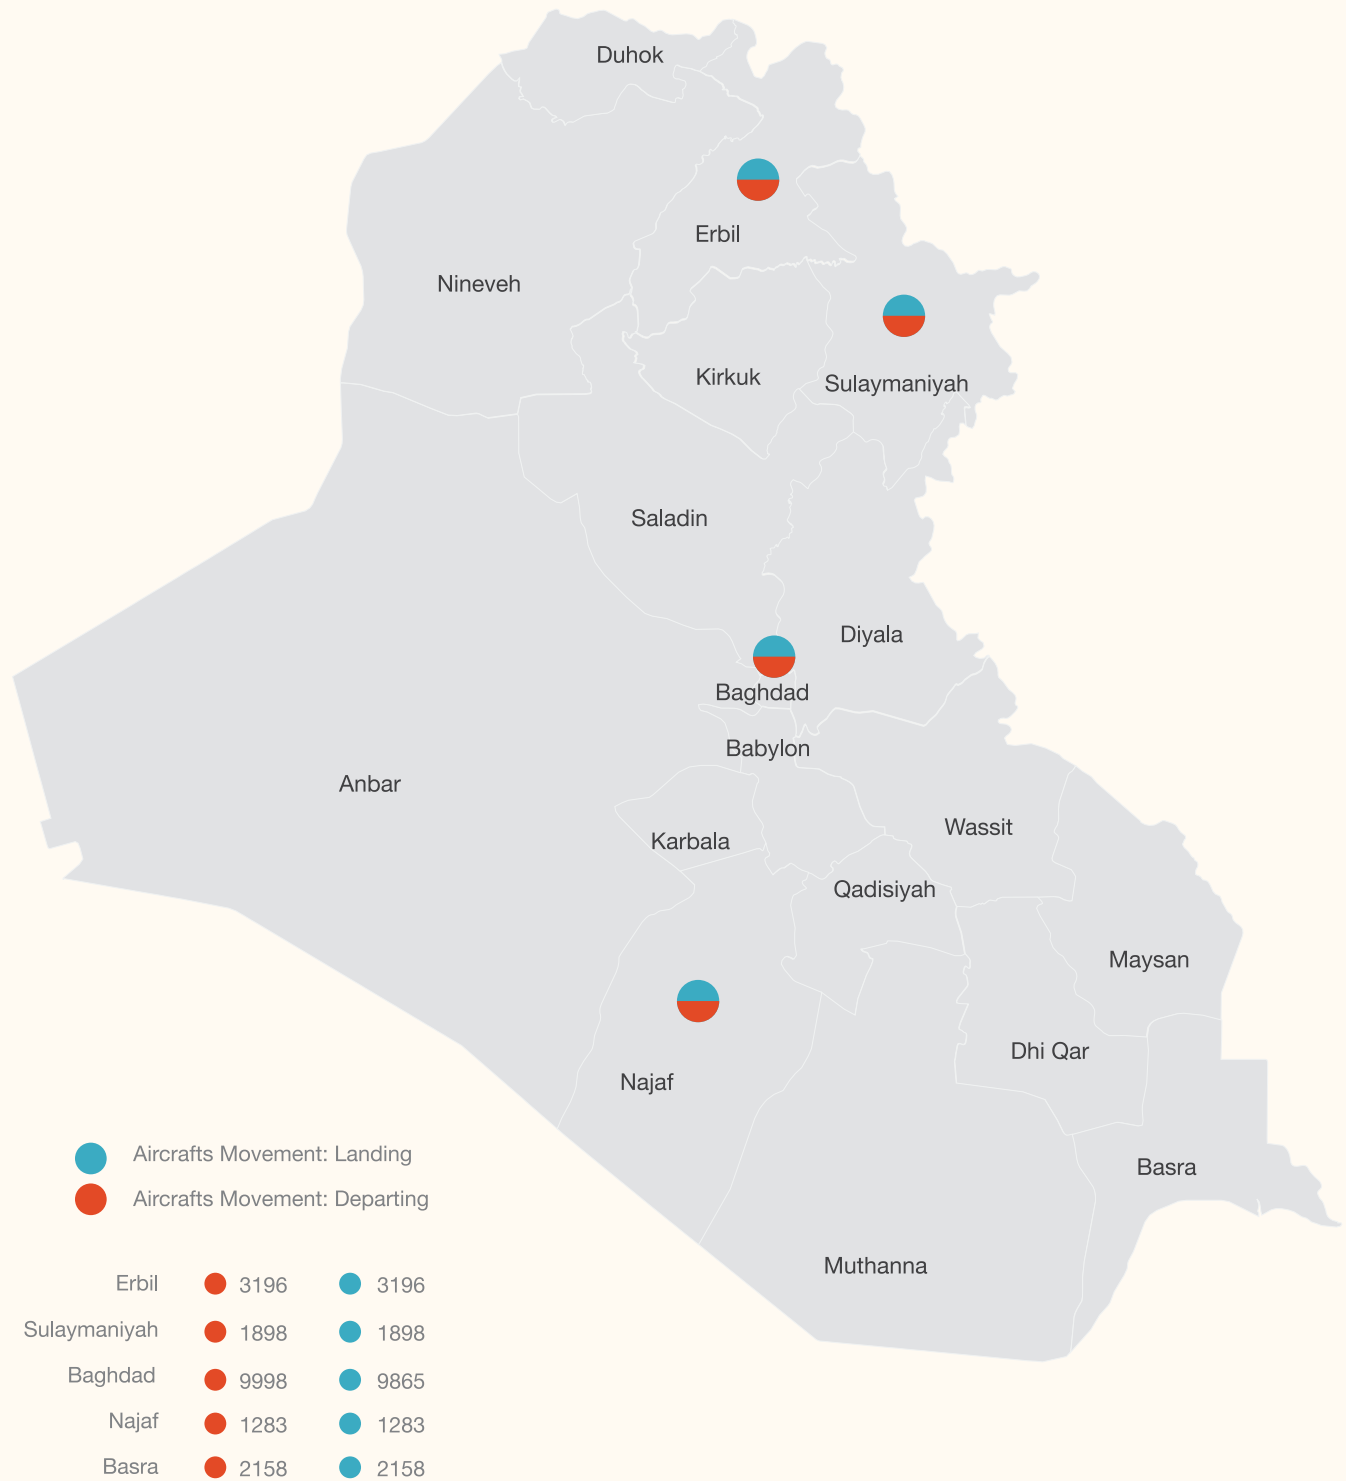 Duhok
Erbil
Nineveh
Kirkuk
Sulaymaniyah
Saladin
Diyala
Baghdad
Babylon
Anbar
Wassit
Karbala
Qadisiyah
Maysan
Dhi Qar
Najaf
Basra
Muthanna
Aircrafts Movement: Landing
Aircrafts Movement: Departing
Erbil 3196 3196
Sulaymaniyah 1898 1898
Baghdad 9998 9865
Najaf 1283 1283
Basra 2158 2158